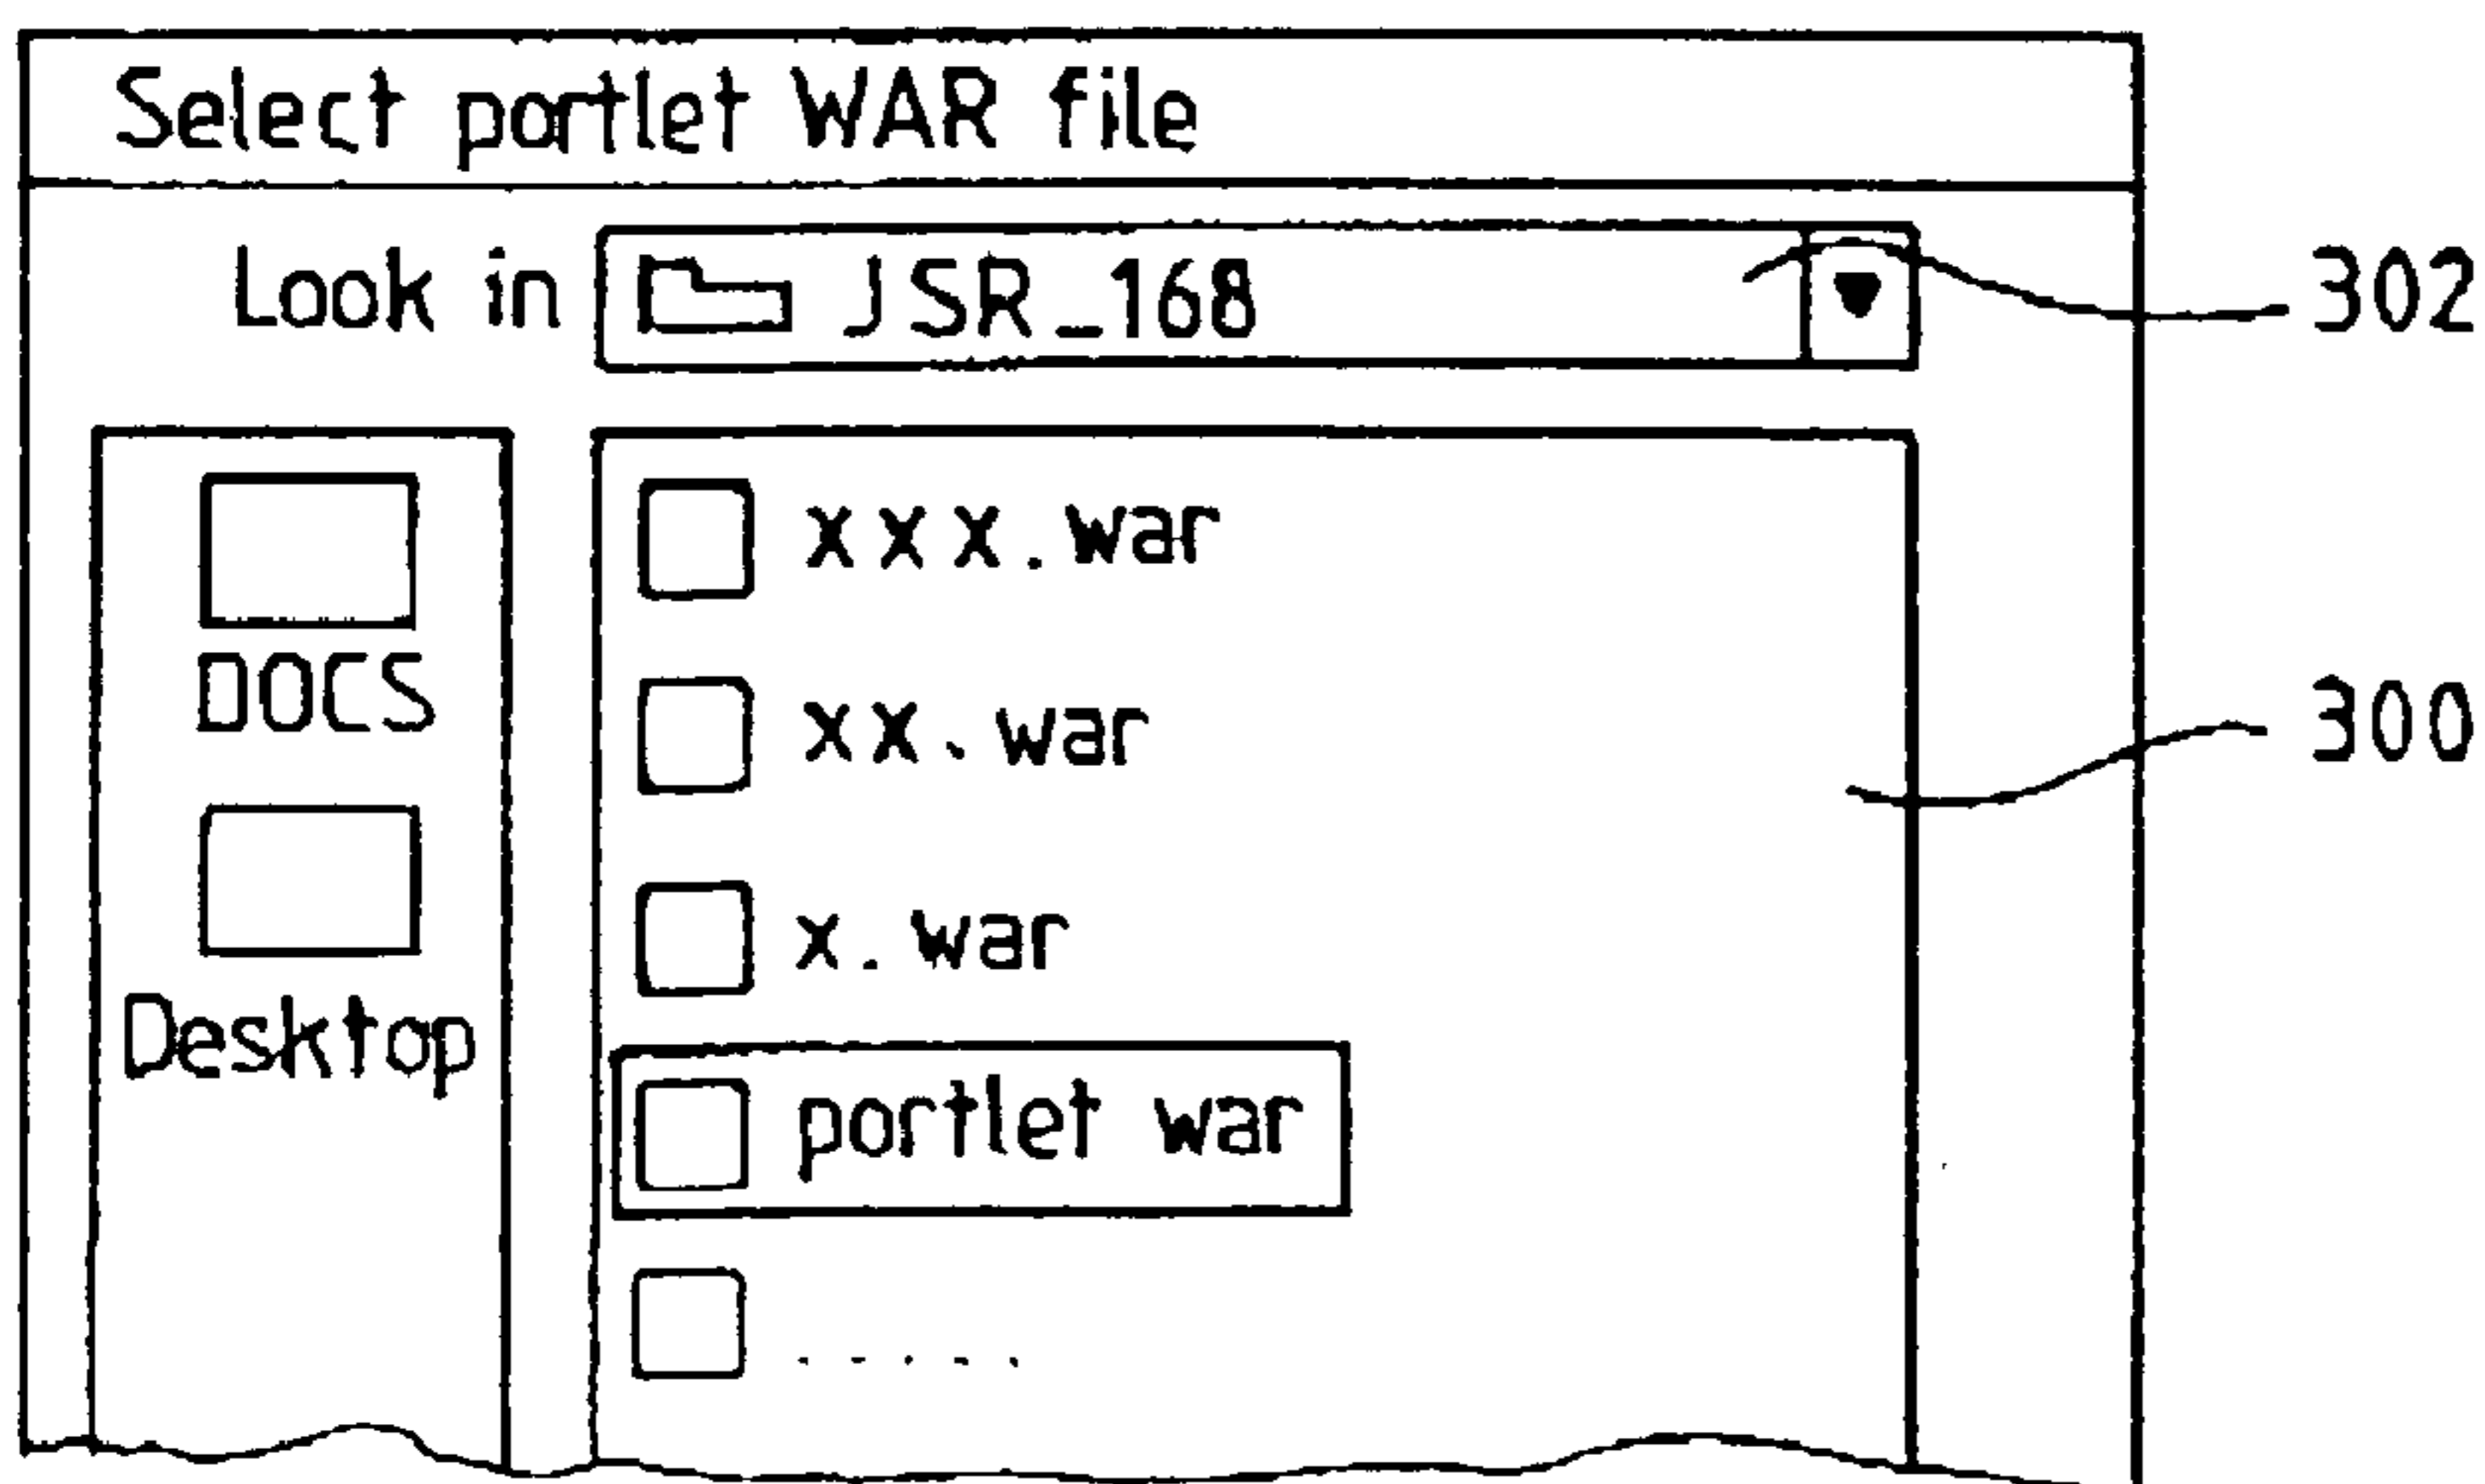 Select portlet WAR file
Look in JSR_168
302
DOCS
Desktop
xxx.war
xx.war
x.war
portlet war
.....
300